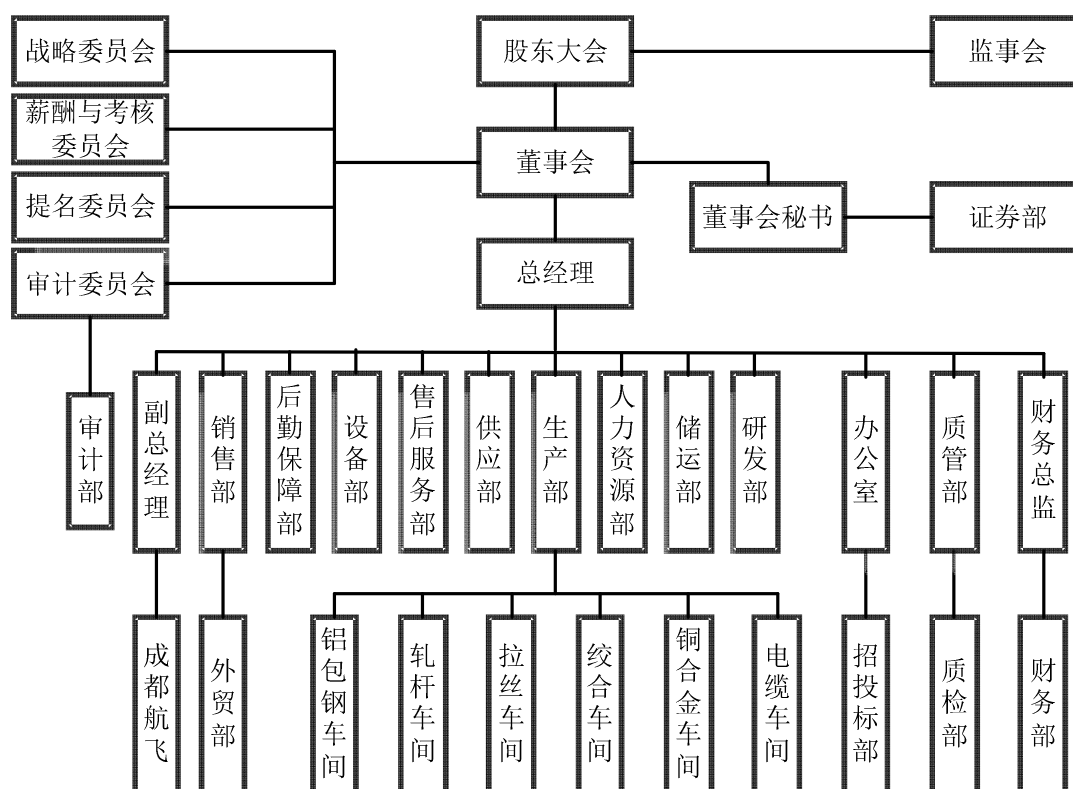 战略委员会
股东大会
监事会
薪酬与考核
委员会
董事会
提名委员会
董事会秘书
证券部
审计委员会
总经理
审计部
副总经理
销售部
后勤保障部
设备部
售后服务部
供应部
生产部
人力资源部
储运部
研发部
办公室
质管部
财务总监
成都航飞
外贸部
铝包钢车间
轧杆车间
拉丝车间
绞合车间
铜合金车间
电缆车间
招投标部
质检部
财务部